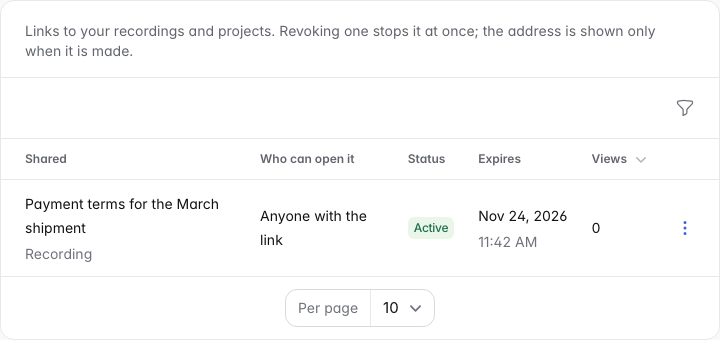 Links to your recordings and projects. Revoking one stops it at once; the address is shown only
when it is made.
Shared
Who can open it
Status
Expires
Views
Payment terms for the March
shipment
Recording
Anyone with the
link
Active
Nov 24, 2026
11:42 AM
0
Per page
10